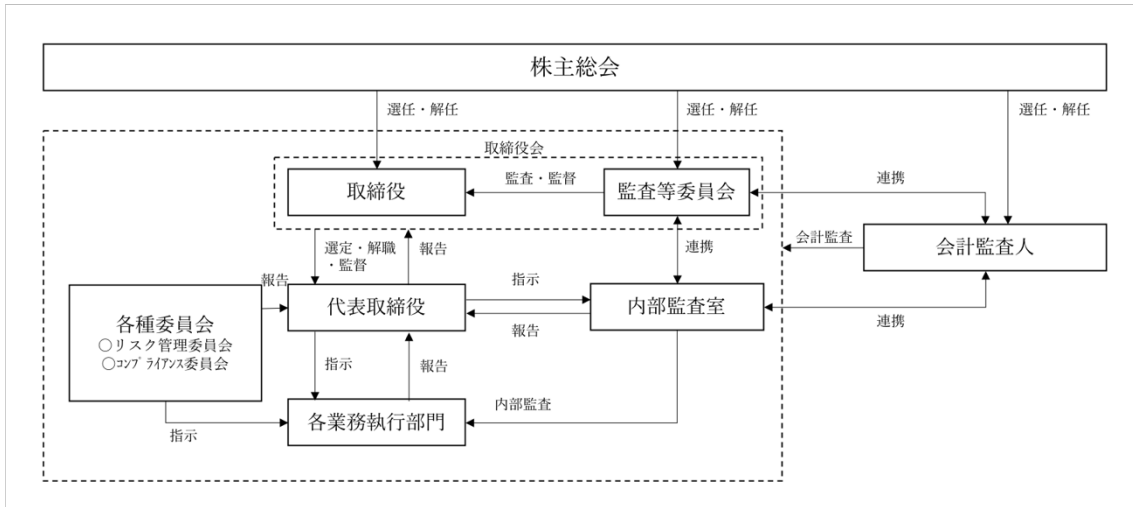 株主総会
選任・解任
選任・解任
選任・解任
取締役会
取締役
監査・監督
監査等委員会
連携
会計監査人
会計監査
選定・解職
・監督
報告
連携
報告
代表取締役
指示
報告
内部監査室
連携
各種委員会
○リスク管理委員会
○ｺﾝﾌﾟﾗｲｱﾝｽ委員会
指示
報告
内部監査
各業務執行部門
指示